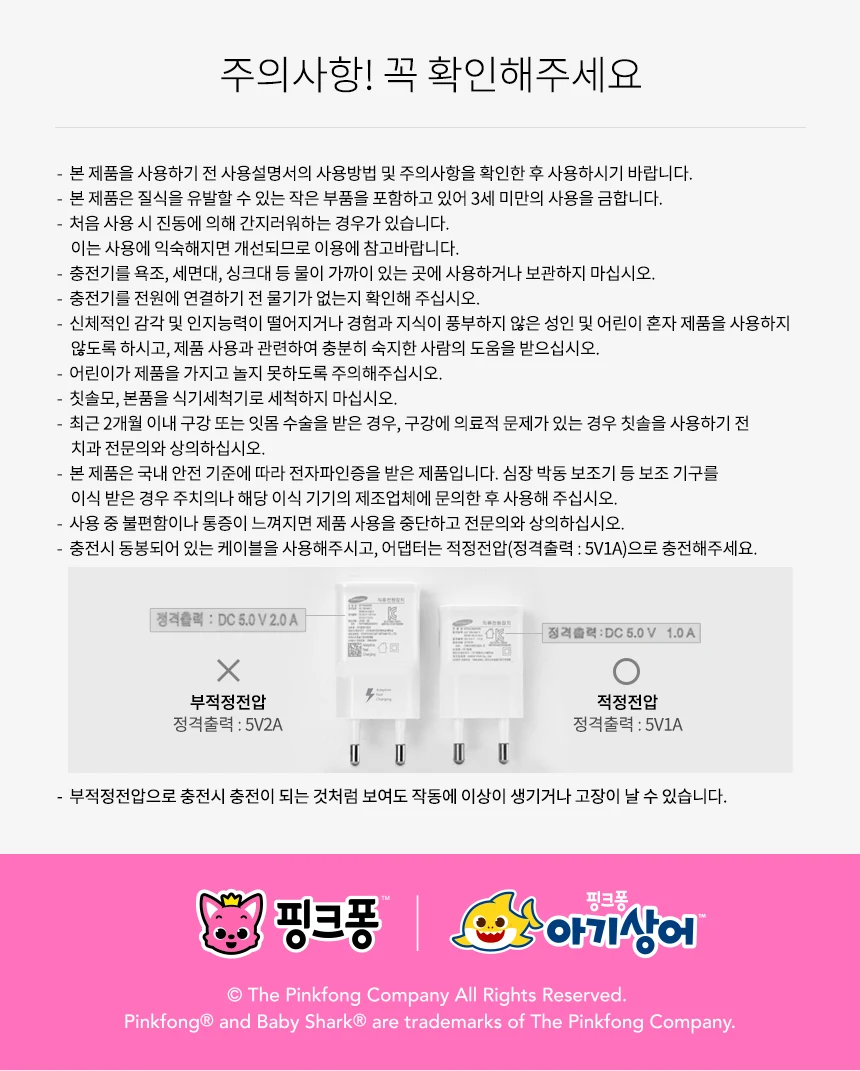 주의사항! 꼭 확인해주세요
- 본 제품을 사용하기 전 사용설명서의 사용방법 및 주의사항을 확인한 후 사용하시기 바랍니다.
- 본 제품은 질식을 유발할 수 있는 작은 부품을 포함하고 있어 3세 미만의 사용을 금합니다.
- 처음 사용 시 진동에 의해 간지러워하는 경우가 있습니다.
이는 사용에 익숙해지면 개선되므로 이용에 참고바랍니다.
- 충전기를 욕조, 세면대, 싱크대 등 물이 가까이 있는 곳에 사용하거나 보관하지 마십시오.
- 충전기를 전원에 연결하기 전 물기가 없는지 확인해 주십시오.
- 신체적인 감각 및 인지능력이 떨어지거나 경험과 지식이 풍부하지 않은 성인 및 어린이 혼자 제품을 사용하지
않도록 하시고, 제품 사용과 관련하여 충분히 숙지한 사람의 도움을 받으십시오.
- 어린이가 제품을 가지고 놀지 못하도록 주의해주십시오.
- 칫솔모, 본품을 식기세척기로 세척하지 마십시오.
- 최근 2개월 이내 구강 또는 잇몸 수술을 받은 경우, 구강에 의료적 문제가 있는 경우 칫솔을 사용하기 전
치과 전문의와 상의하십시오.
- 본 제품은 국내 안전 기준에 따라 전자파인증을 받은 제품입니다. 심장 박동 보조기 등 보조 기구를
이식 받은 경우 주치의나 해당 이식 기기의 제조업체에 문의한 후 사용해 주십시오.
- 사용 중 불편함이나 통증이 느껴지면 제품 사용을 중단하고 전문의와 상의하십시오.
- 충전시 동봉되어 있는 케이블을 사용해주시고, 어댑터는 적정전압(정격출력 : 5V1A)으로 충전해주세요.
정격출력 : DC 5.0 V 2.0 A
부적정전압
정격출력 : 5V2A
SAMSUNG
직류전원장치
Adaptive
Fast
Charging
SAMSUNG
직류전원장치
정격출력:DC 5.0 V 1.0 A
적정전압
정격출력 : 5V1A
- 부적정전압으로 충전시 충전이 되는 것처럼 보여도 작동에 이상이 생기거나 고장이 날 수 있습니다.
핑크퐁™
핑크퐁
아기상어™
© The Pinkfong Company All Rights Reserved.
Pinkfong® and Baby Shark® are trademarks of The Pinkfong Company.